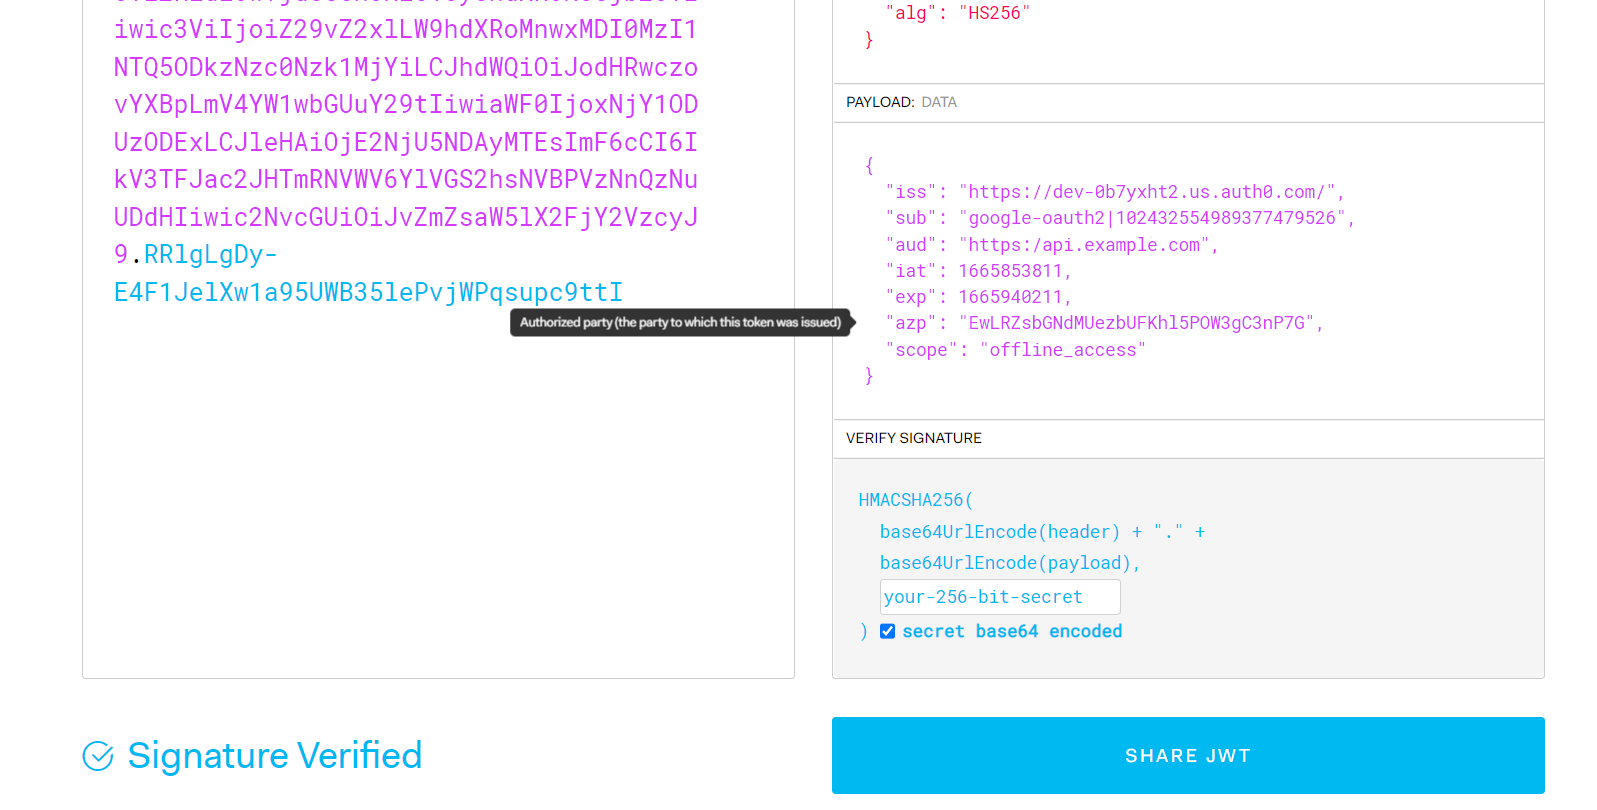 iwic3ViIjoiZ29vZ2xlLW9hdXRoMnwxMDI0MzI1
NTQ5ODkzNzc0Nzk1MjYiLCJhdWQiOiJodHRwczo
vYXBpLmV4YW1wbGUuY29tIiwiaWF0IjoxNjY1OD
UzODExLCJleHAiOjE2NjU5NDAyMTEsImF6cCI6I
kV3TFJac2JHTmRNVWV6YlVGS2hsNVBPVzNnQzNu
UDdHIiwic2NvcGUiOiJvZmZsaW5lX2FjY2VzcyJ
9.RRlgLgDy-
E4F1JelXw1a95UWB35lePvjWPqsupc9ttI
"alg": "HS256"
}
PAYLOAD: DATA
{
"iss": "https://dev-0b7yxht2.us.auth0.com/",
"sub": "google-oauth2|102432554989377479526",
"aud": "https:/api.example.com",
"iat": 1665853811,
"exp": 1665940211,
Authorized party (the party to which this token was issued)
"azp": "EwLRZsbGNdMUezbUFKhl5POW3gC3nP7G",
"scope": "offline_access"
}
VERIFY SIGNATURE
HMACSHA256(
base64UrlEncode(header) + "." +
base64UrlEncode(payload),
your-256-bit-secret
) secret base64 encoded
Signature Verified
SHARE JWT